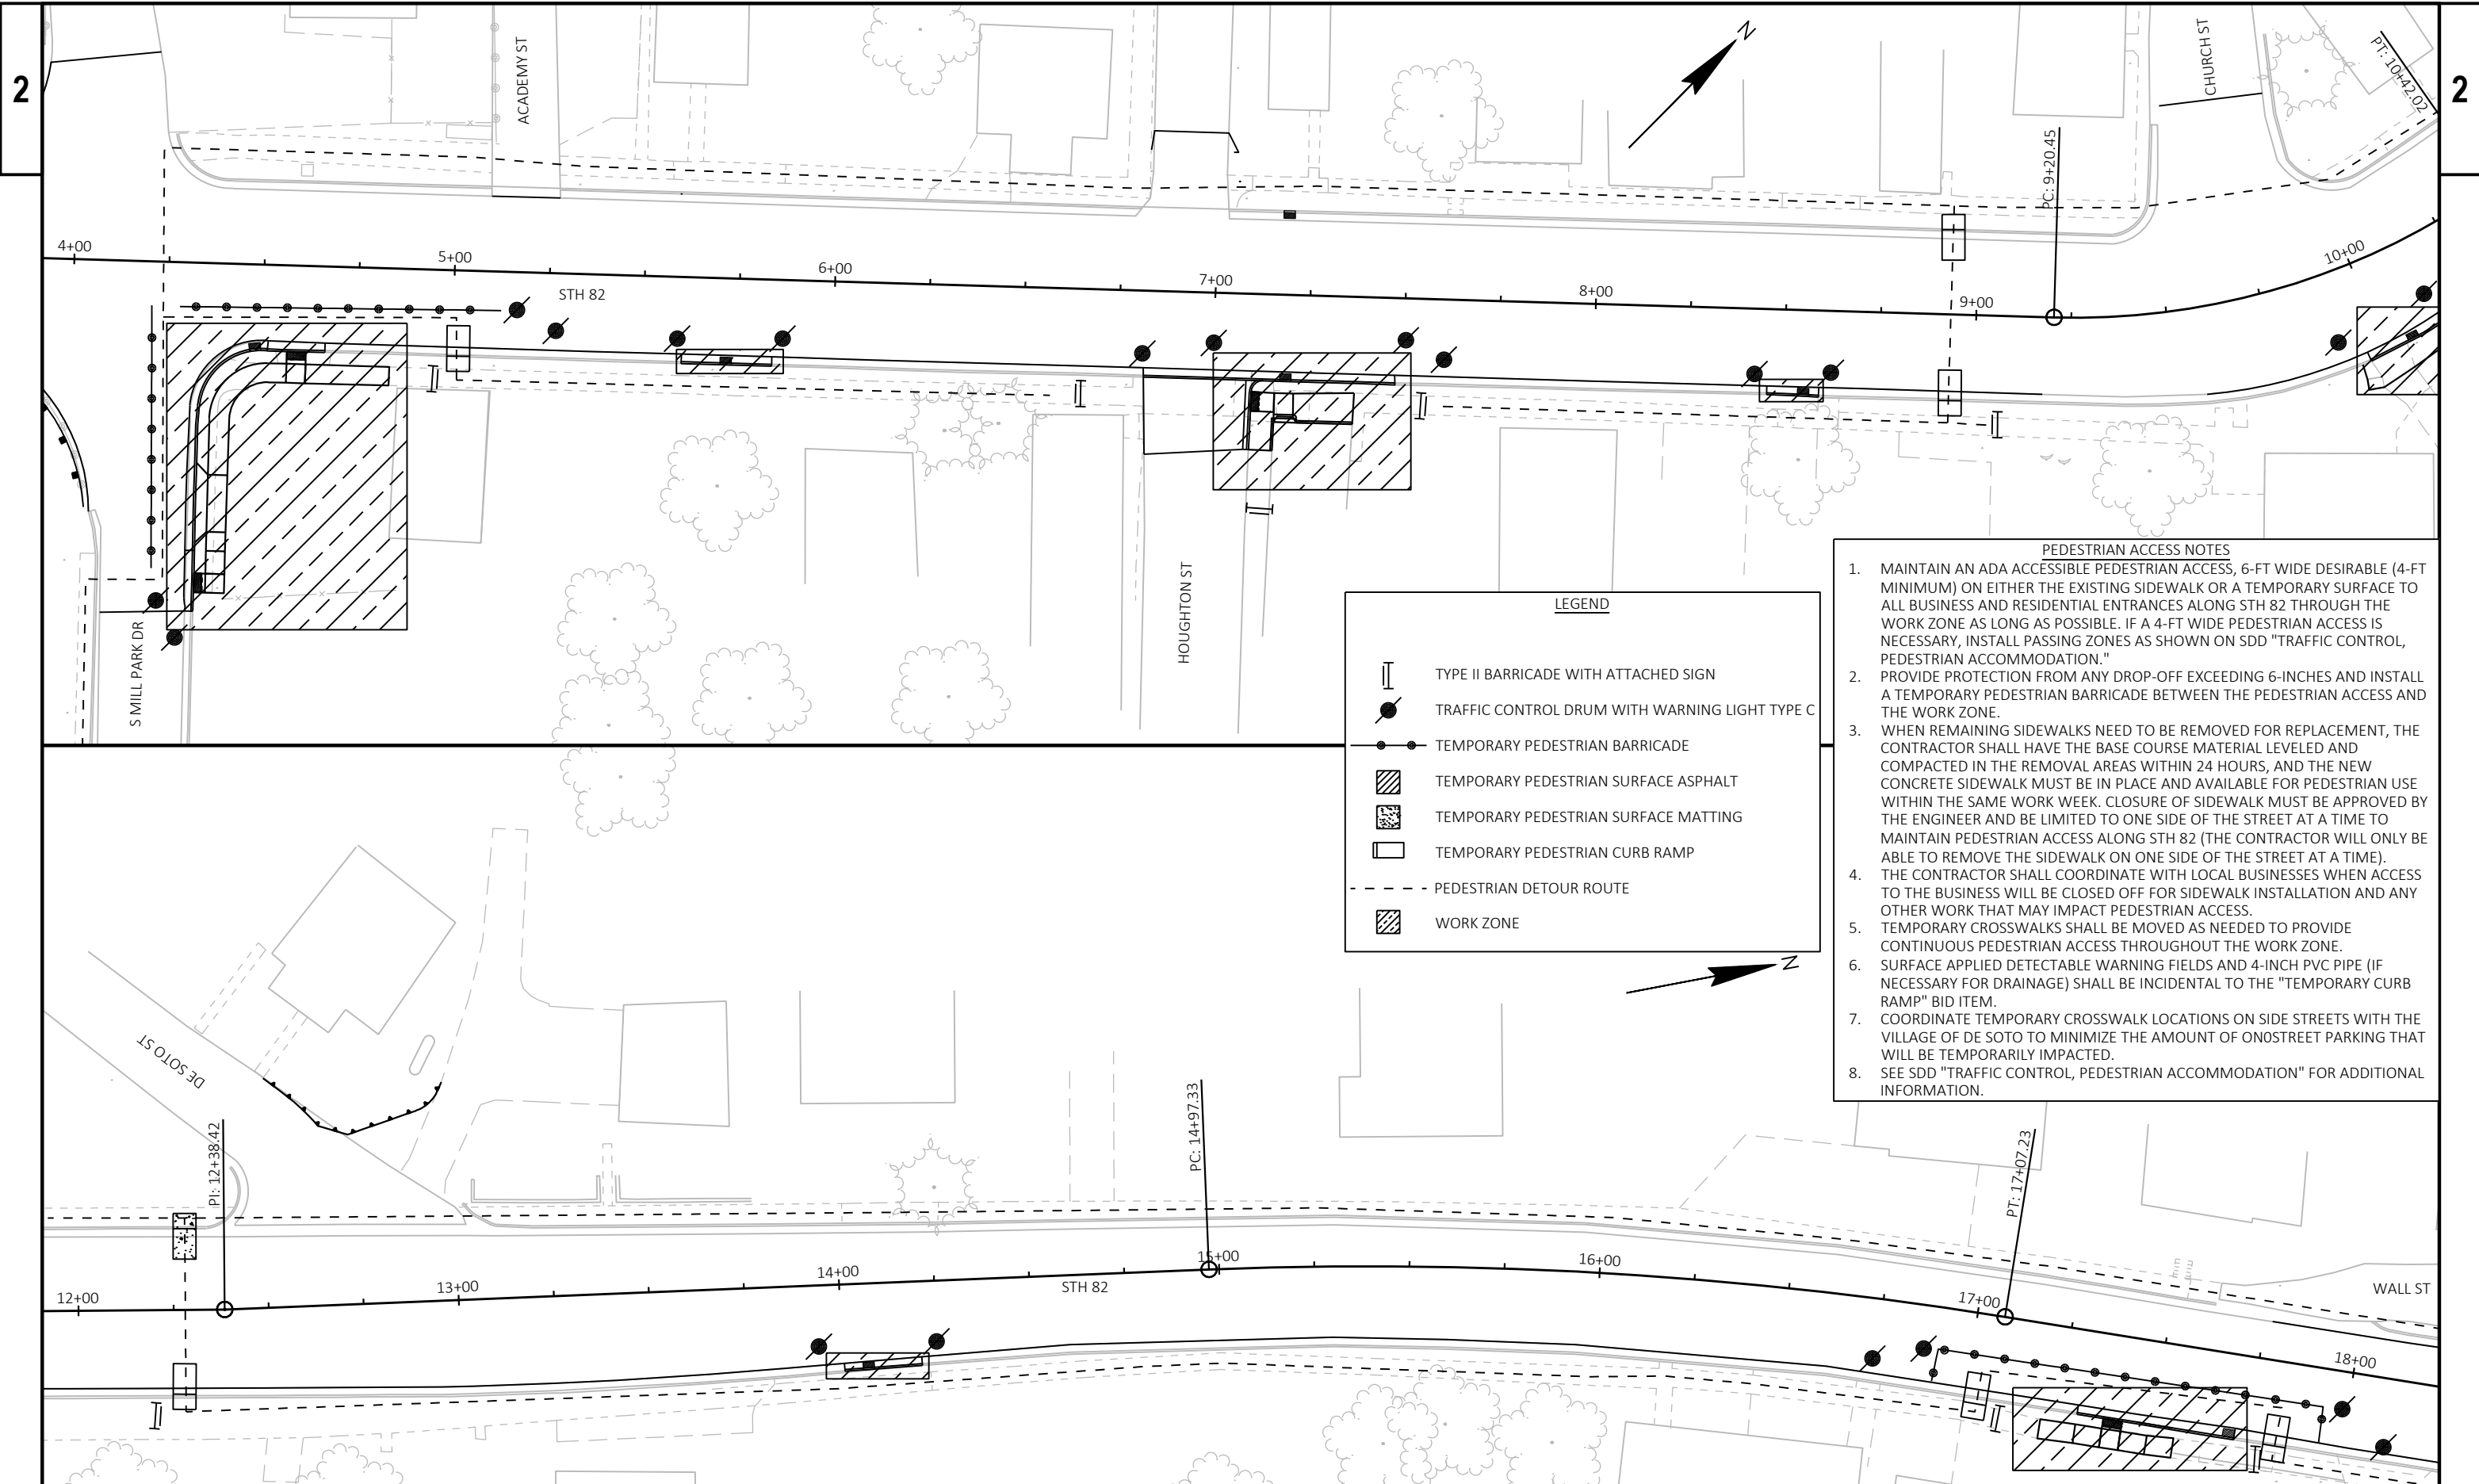 2
2
ACADEMY ST
N
CHURCH ST
PT: 10+42.02
PC: 9+20.45
4+00
5+00
6+00
7+00
8+00
9+00
10+00
STH 82
S MILL PARK DR
HOUGHTON ST
LEGEND
TYPE II BARRICADE WITH ATTACHED SIGN
TRAFFIC CONTROL DRUM WITH WARNING LIGHT TYPE C
TEMPORARY PEDESTRIAN BARRICADE
TEMPORARY PEDESTRIAN SURFACE ASPHALT
TEMPORARY PEDESTRIAN SURFACE MATTING
TEMPORARY PEDESTRIAN CURB RAMP
PEDESTRIAN DETOUR ROUTE
WORK ZONE
PEDESTRIAN ACCESS NOTES
1. MAINTAIN AN ADA ACCESSIBLE PEDESTRIAN ACCESS, 6-FT WIDE DESIRABLE (4-FT
MINIMUM) ON EITHER THE EXISTING SIDEWALK OR A TEMPORARY SURFACE TO
ALL BUSINESS AND RESIDENTIAL ENTRANCES ALONG STH 82 THROUGH THE
WORK ZONE AS LONG AS POSSIBLE. IF A 4-FT WIDE PEDESTRIAN ACCESS IS
NECESSARY, INSTALL PASSING ZONES AS SHOWN ON SDD "TRAFFIC CONTROL,
PEDESTRIAN ACCOMMODATION."
2. PROVIDE PROTECTION FROM ANY DROP-OFF EXCEEDING 6-INCHES AND INSTALL
A TEMPORARY PEDESTRIAN BARRICADE BETWEEN THE PEDESTRIAN ACCESS AND
THE WORK ZONE.
3. WHEN REMAINING SIDEWALKS NEED TO BE REMOVED FOR REPLACEMENT, THE
CONTRACTOR SHALL HAVE THE BASE COURSE MATERIAL LEVELED AND
COMPACTED IN THE REMOVAL AREAS WITHIN 24 HOURS, AND THE NEW
CONCRETE SIDEWALK MUST BE IN PLACE AND AVAILABLE FOR PEDESTRIAN USE
WITHIN THE SAME WORK WEEK. CLOSURE OF SIDEWALK MUST BE APPROVED BY
THE ENGINEER AND BE LIMITED TO ONE SIDE OF THE STREET AT A TIME TO
MAINTAIN PEDESTRIAN ACCESS ALONG STH 82 (THE CONTRACTOR WILL ONLY BE
ABLE TO REMOVE THE SIDEWALK ON ONE SIDE OF THE STREET AT A TIME).
4. THE CONTRACTOR SHALL COORDINATE WITH LOCAL BUSINESSES WHEN ACCESS
TO THE BUSINESS WILL BE CLOSED OFF FOR SIDEWALK INSTALLATION AND ANY
OTHER WORK THAT MAY IMPACT PEDESTRIAN ACCESS.
5. TEMPORARY CROSSWALKS SHALL BE MOVED AS NEEDED TO PROVIDE
CONTINUOUS PEDESTRIAN ACCESS THROUGHOUT THE WORK ZONE.
6. SURFACE APPLIED DETECTABLE WARNING FIELDS AND 4-INCH PVC PIPE (IF
NECESSARY FOR DRAINAGE) SHALL BE INCIDENTAL TO THE "TEMPORARY CURB
RAMP" BID ITEM.
7. COORDINATE TEMPORARY CROSSWALK LOCATIONS ON SIDE STREETS WITH THE
VILLAGE OF DE SOTO TO MINIMIZE THE AMOUNT OF ON0STREET PARKING THAT
WILL BE TEMPORARILY IMPACTED.
8. SEE SDD "TRAFFIC CONTROL, PEDESTRIAN ACCOMMODATION" FOR ADDITIONAL
INFORMATION.
N
DE SOTO ST
PI: 12+38.42
PC: 14+97.33
PT: 17+07.23
12+00
13+00
14+00
15+00
16+00
17+00
18+00
STH 82
WALL ST